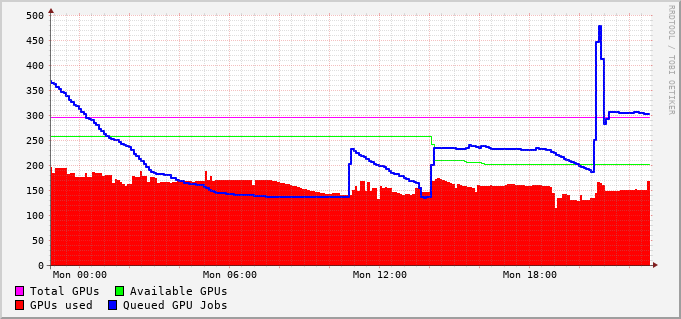 500
450
400
350
300
250
200
150
100
50
0
Mon 00:00 Mon 06:00 Mon 12:00 Mon 18:00
Total GPUs Available GPUs
GPUs used Queued GPU Jobs
RRDTOOL / TOBI OETIKER